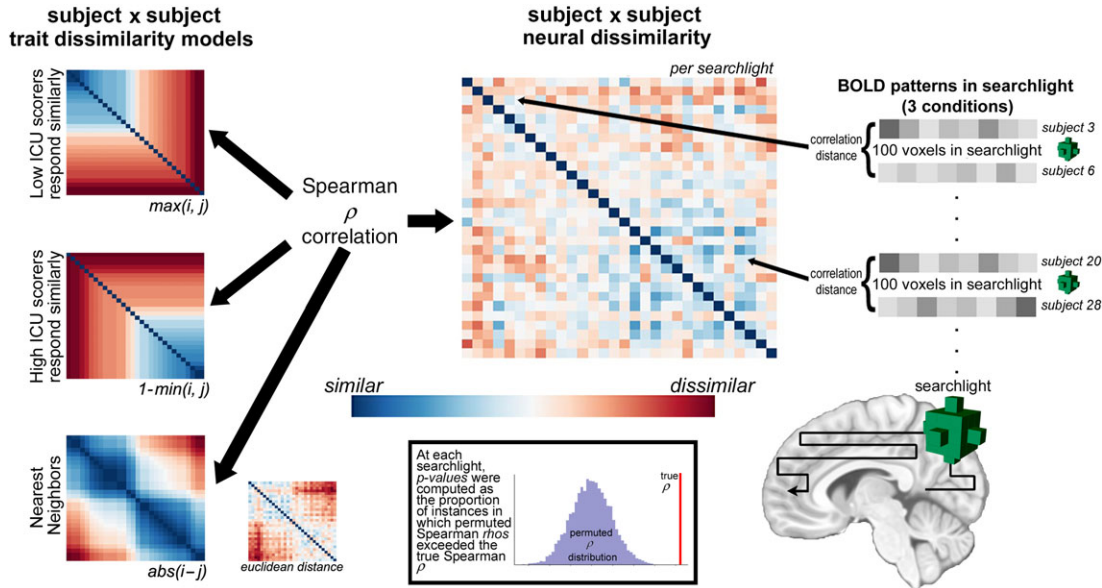 subject x subject
trait dissimilarity models
Low ICU scorers
respond similarly
max(i, j)
High ICU scorers
respond similarly
1-min(i, j)
Nearest
Neighbors
abs(i-j)
euclidean distance
Spearman
ρ
correlation
subject x subject
neural dissimilarity
per searchlight
similar
dissimilar
At each
searchlight,
p-values were
computed as
the proportion
of instances in
which permuted
Spearman rhos
exceeded the
true Spearman
ρ
permuted
ρ
distribution
true
ρ
BOLD patterns in searchlight
(3 conditions)
correlation
distance
subject 3
100 voxels in searchlight
subject 6
correlation
distance
subject 20
100 voxels in searchlight
subject 28
searchlight